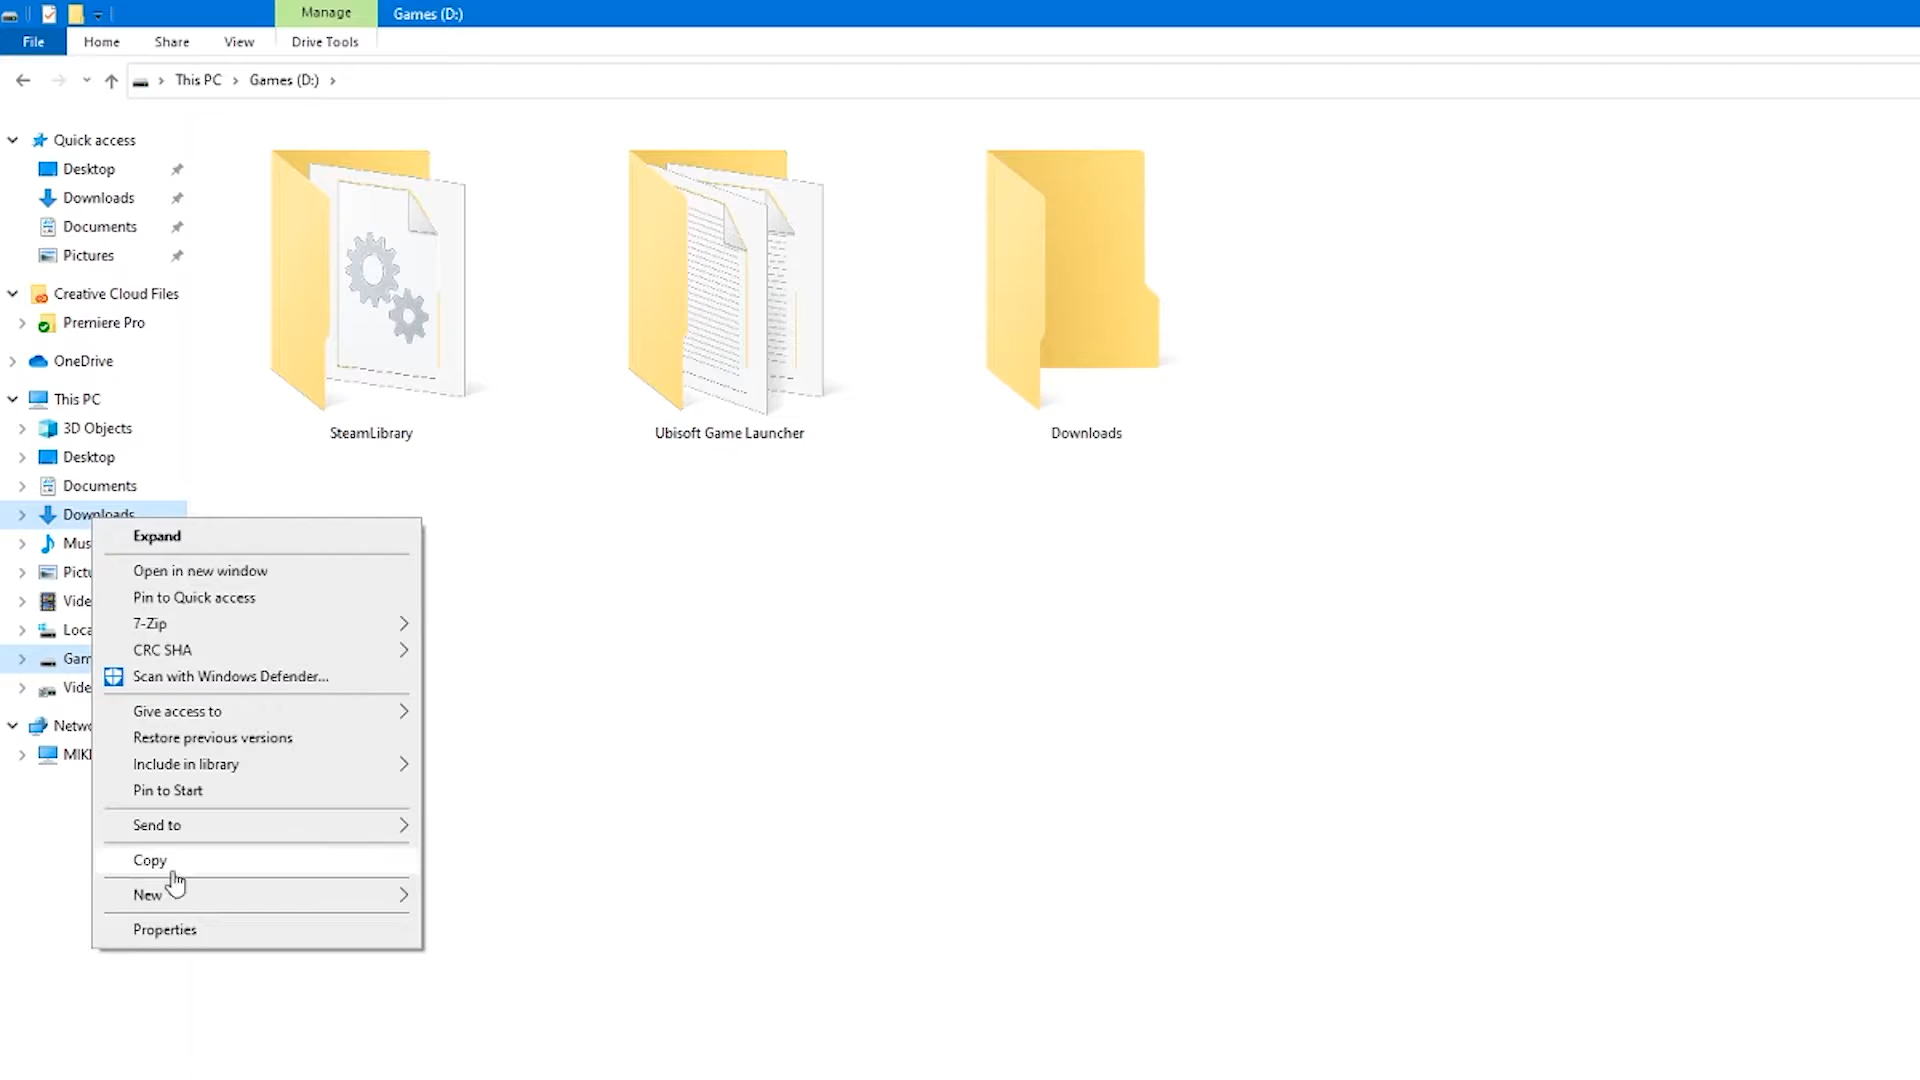 Manage
Games (D:)
File
Home
Share
View
Drive Tools
This PC
Games (D:)
Quick access
Desktop
Downloads
Documents
Pictures
Creative Cloud Files
Premiere Pro
OneDrive
This PC
3D Objects
Desktop
Documents
Downloads
Mus
Pictu
Vide
Loca
Gam
Vide
Netwo
MIKE
SteamLibrary
Ubisoft Game Launcher
Downloads
Expand
Open in new window
Pin to Quick access
7-Zip
CRC SHA
Scan with Windows Defender...
Give access to
Restore previous versions
Include in library
Pin to Start
Send to
Copy
New
Properties